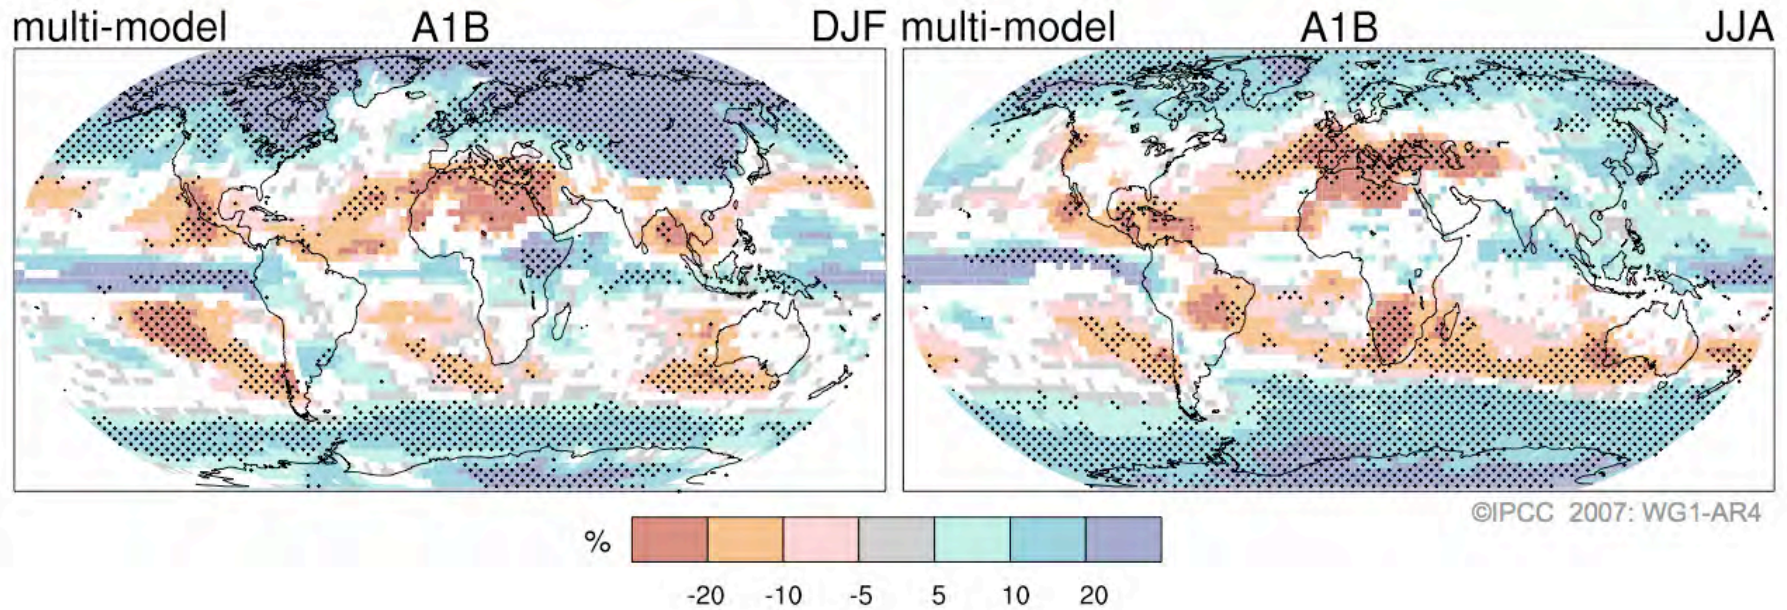 multi-model A1B DJF
multi-model A1B JJA
©IPCC 2007: WG1-AR4
%
-20 -10 -5 5 10 20